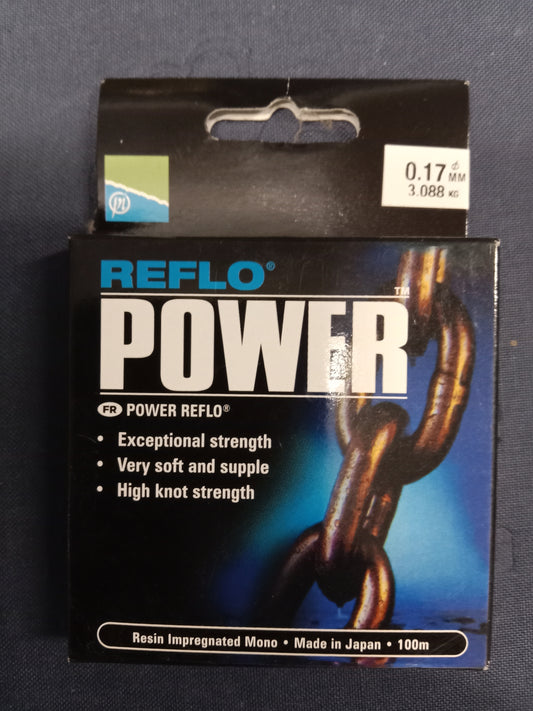 0.17 ⌀ MM
3.088 KG
REFLO®
POWER™
FR POWER REFLO®
• Exceptional strength
• Very soft and supple
• High knot strength
Resin Impregnated Mono • Made in Japan • 100m